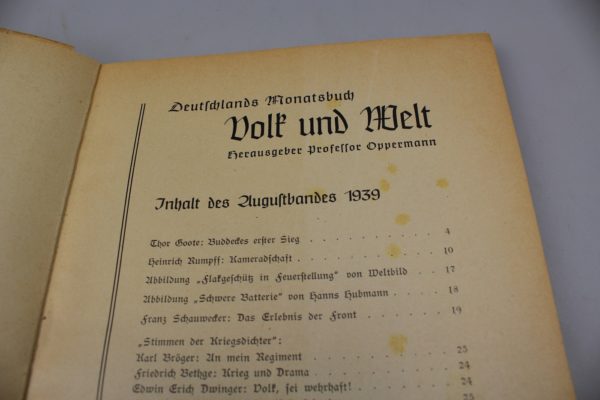 Deutschlands Monatsbuch
Volk und Welt
Herausgeber Professor Oppermann
Inhalt des Augustbandes 1939
Thor Goote: Buddeckes erster Sieg . . . . . . . . . . 4
Heinrich Rumpff: Kameradschaft . . . . . . . . . . 10
Abbildung „Flakgeschütz in Feuerstellung“ von Weltbild . . . 17
Abbildung „Schwere Batterie“ von Hanns Hubmann . . . . 18
Franz Schauwecker: Das Erlebnis der Front . . . . . . 19
„Stimmen der Kriegsdichter“:
Karl Bröger: An mein Regiment . . . . . . . . . . 23
Friedrich Bethge: Krieg und Drama . . . . . . . . . 24
Edwin Erich Dwinger: Volk, sei wehrhaft! . . . . . . . 24
25